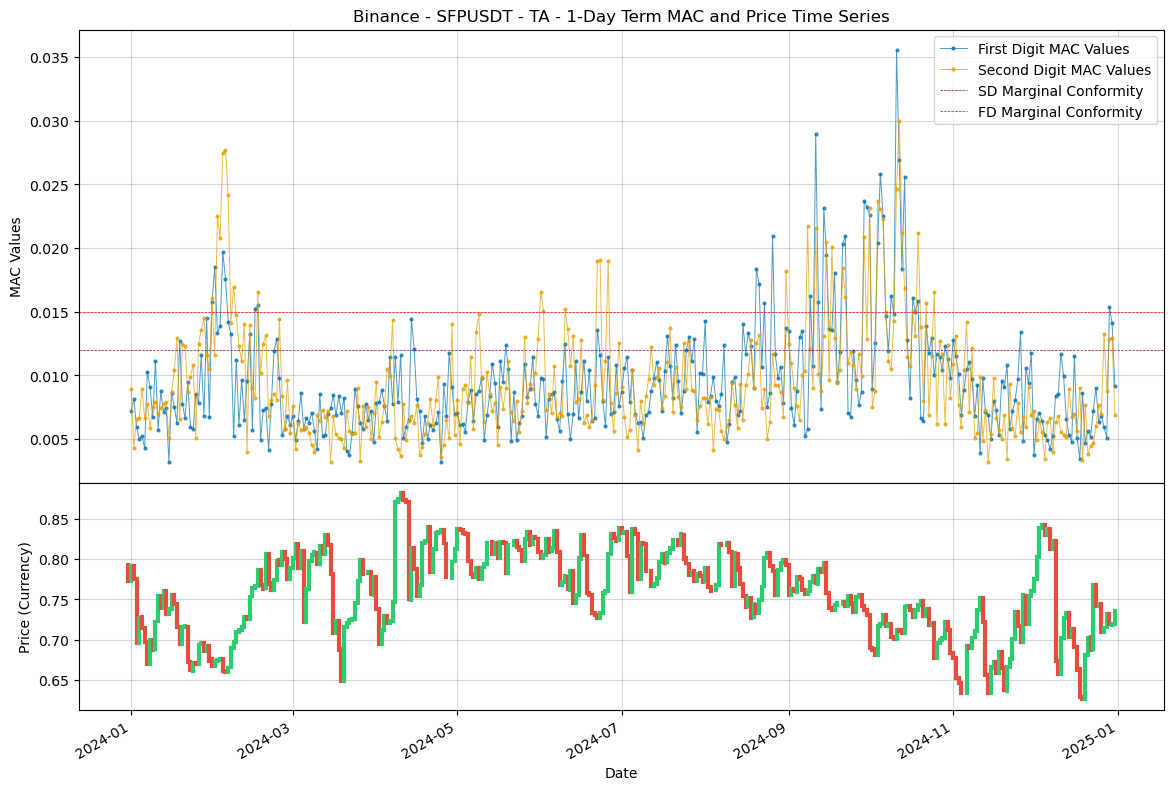 Binance - SFPUSDT - TA - 1-Day Term MAC and Price Time Series
First Digit MAC Values
Second Digit MAC Values
SD Marginal Conformity
FD Marginal Conformity
MAC Values
0.035
0.030
0.025
0.020
0.015
0.010
0.005
Price (Currency)
0.85
0.80
0.75
0.70
0.65
2024-01
2024-03
2024-05
2024-07
2024-09
2024-11
2025-01
Date